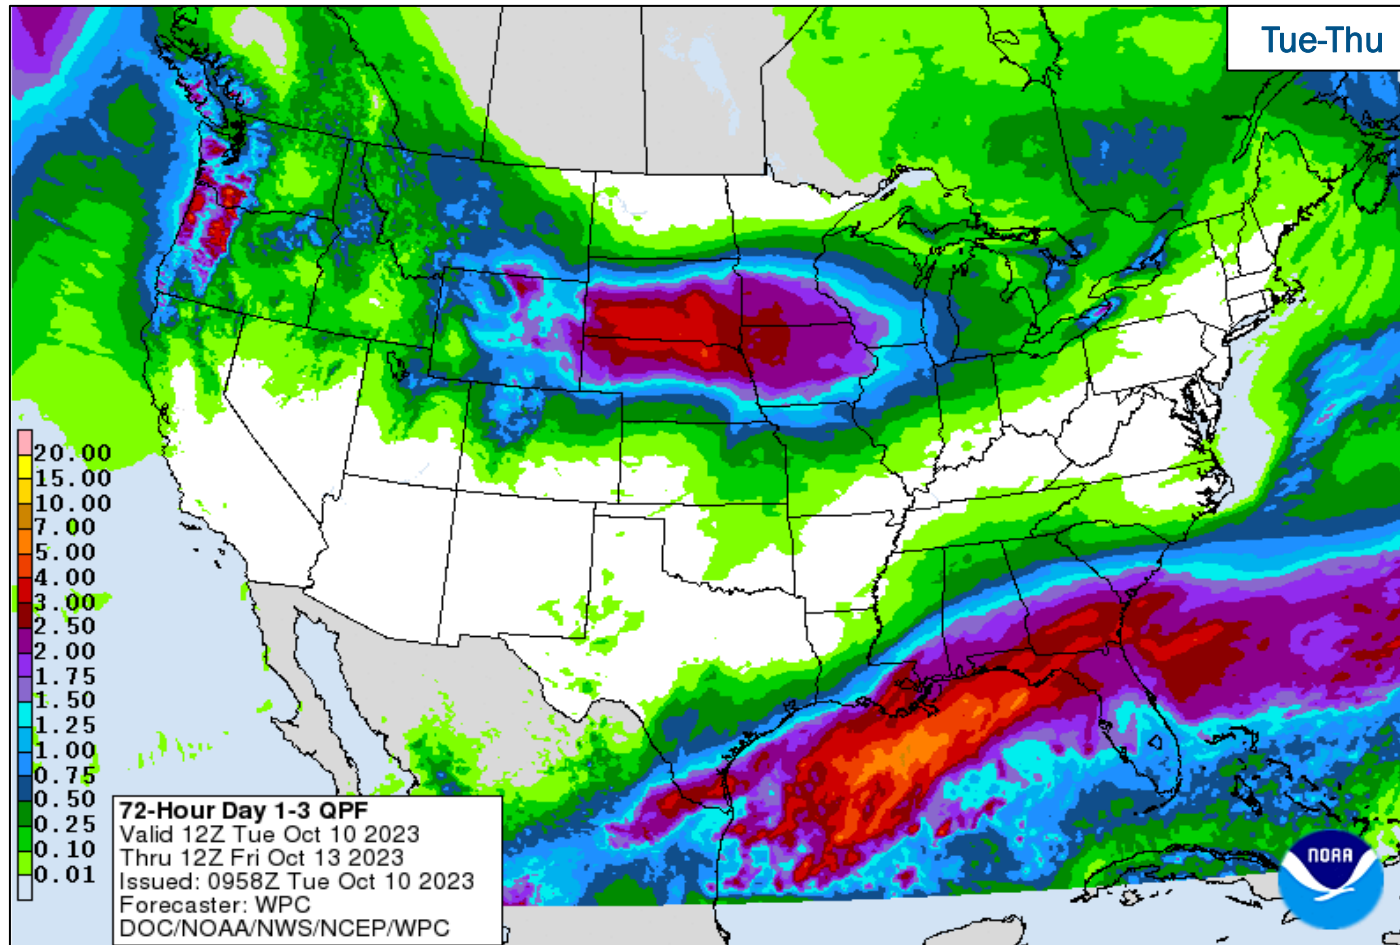 Tue-Thu
20.00
15.00
10.00
7.00
5.00
4.00
3.00
2.50
2.00
1.75
1.50
1.25
1.00
0.75
0.50
0.25
0.10
0.01
72-Hour Day 1-3 QPF
Valid 12Z Tue Oct 10 2023
Thru 12Z Fri Oct 13 2023
Issued: 0958Z Tue Oct 10 2023
Forecaster: WPC
DOC/NOAA/NWS/NCEP/WPC
NOAA